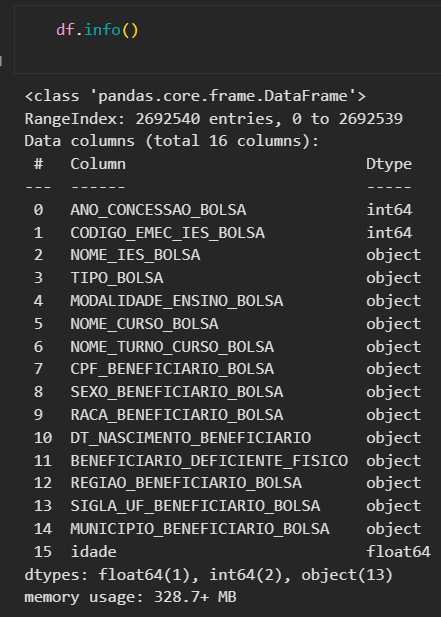 df.info()
<class 'pandas.core.frame.DataFrame'>
RangeIndex: 2692540 entries, 0 to 2692539
Data columns (total 16 columns):
 #   Column                        Dtype
---  ------                        -----
 0   ANO_CONCESSAO_BOLSA           int64
 1   CODIGO_EMEC_IES_BOLSA         int64
 2   NOME_IES_BOLSA                object
 3   TIPO_BOLSA                    object
 4   MODALIDADE_ENSINO_BOLSA       object
 5   NOME_CURSO_BOLSA              object
 6   NOME_TURNO_CURSO_BOLSA        object
 7   CPF_BENEFICIARIO_BOLSA        object
 8   SEXO_BENEFICIARIO_BOLSA       object
 9   RACA_BENEFICIARIO_BOLSA       object
 10  DT_NASCIMENTO_BENEFICIARIO    object
 11  BENEFICIARIO_DEFICIENTE_FISICO  object
 12  REGIAO_BENEFICIARIO_BOLSA     object
 13  SIGLA_UF_BENEFICIARIO_BOLSA   object
 14  MUNICIPIO_BENEFICIARIO_BOLSA  object
 15  idade                         float64
dtypes: float64(1), int64(2), object(13)
memory usage: 328.7+ MB